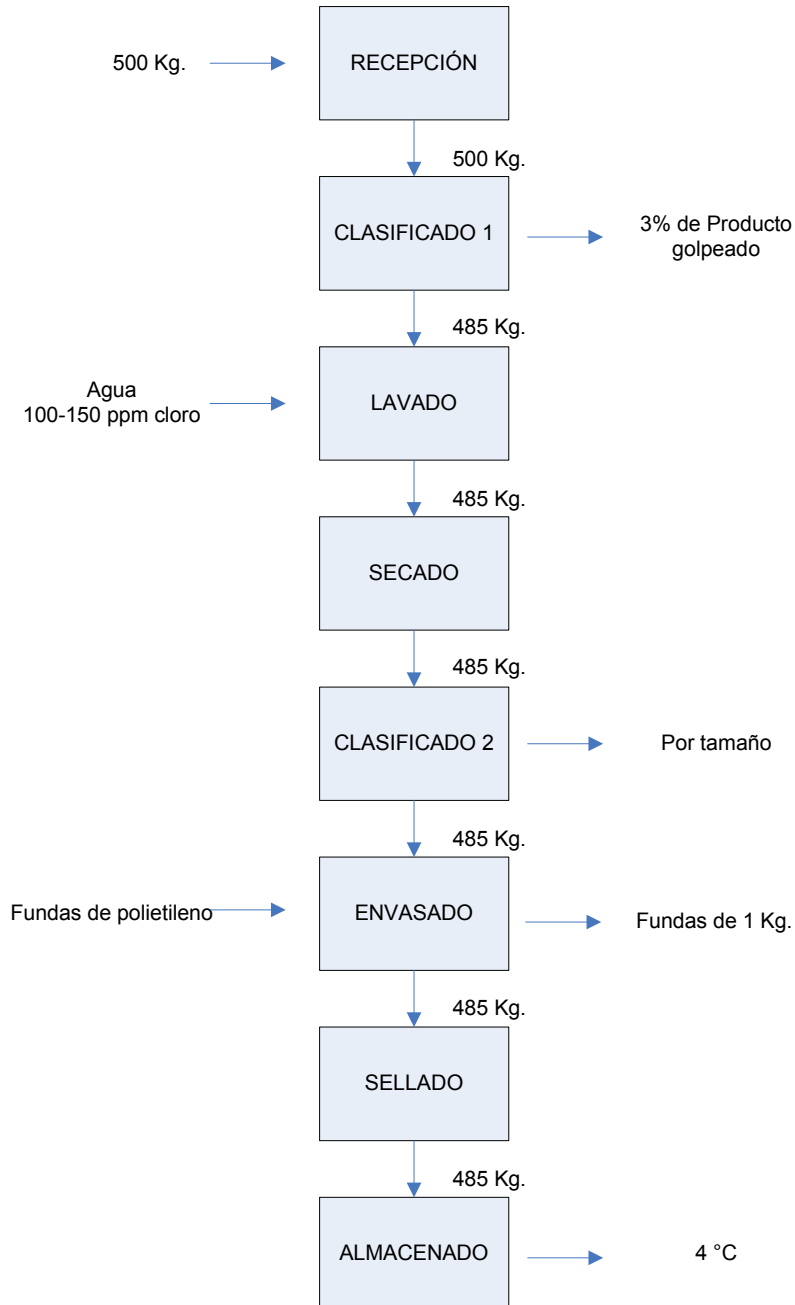 500 Kg.
RECEPCIÓN
500 Kg.
CLASIFICADO 1
3% de Producto
golpeado
485 Kg.
Agua
100-150 ppm cloro
LAVADO
485 Kg.
SECADO
485 Kg.
CLASIFICADO 2
Por tamaño
485 Kg.
Fundas de polietileno
ENVASADO
Fundas de 1 Kg.
485 Kg.
SELLADO
485 Kg.
ALMACENADO
4 °C